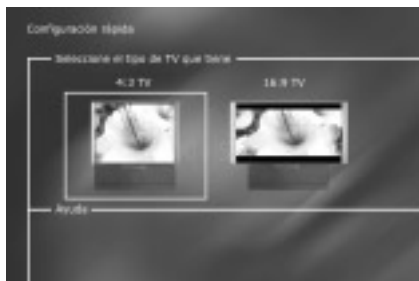 Configuración rápida
Seleccione el tipo de TV que tiene
4:3 TV
16:9 TV
Ayuda